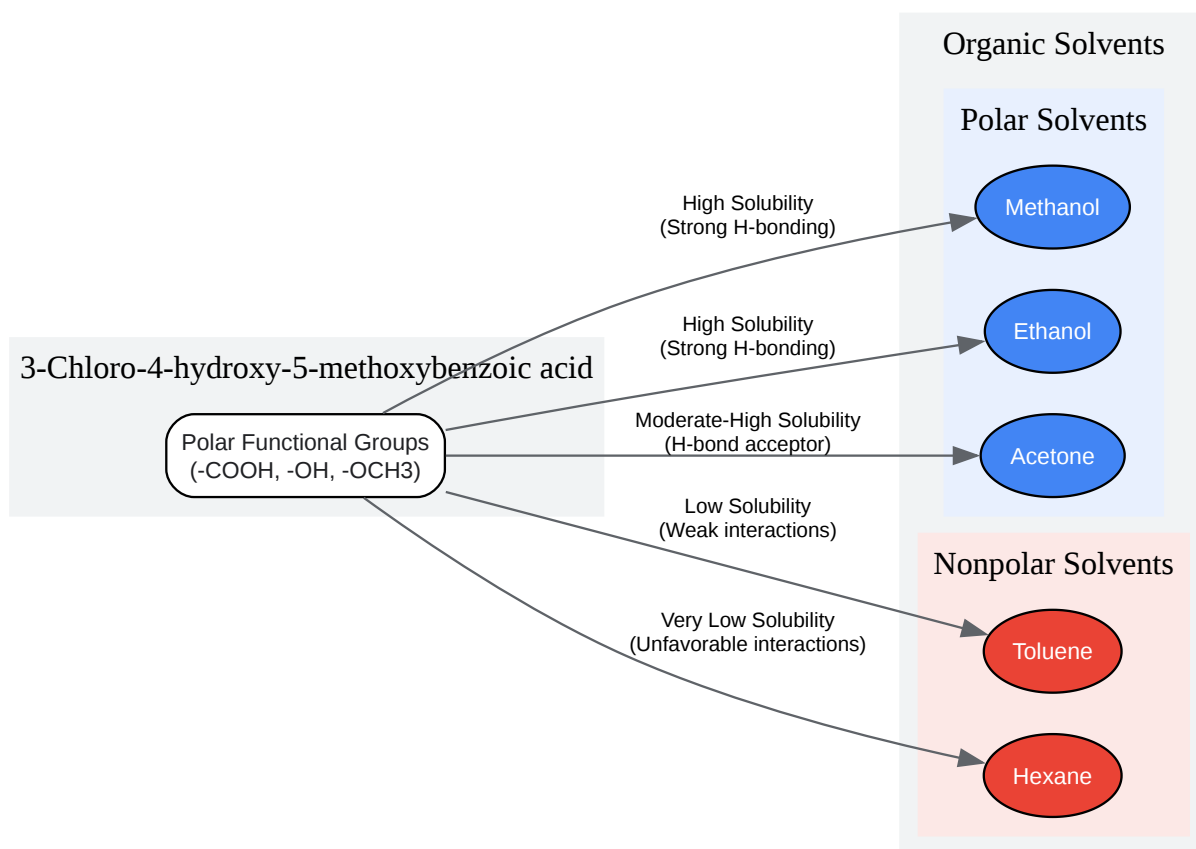 Organic Solvents
Polar Solvents
Methanol
High Solubility
(Strong H-bonding)
Ethanol
High Solubility
(Strong H-bonding)
3-Chloro-4-hydroxy-5-methoxybenzoic acid
Polar Functional Groups
(-COOH, -OH, -OCH3)
Moderate-High Solubility
(H-bond acceptor)
Acetone
Low Solubility
(Weak interactions)
Nonpolar Solvents
Toluene
Very Low Solubility
(Unfavorable interactions)
Hexane